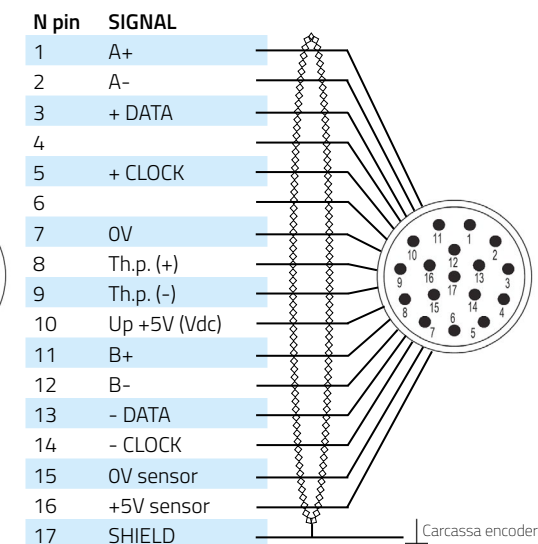 N pin SIGNAL
1 A+
2 A-
3 + DATA
4
5 + CLOCK
6
7 0V
8 Th.p. (+)
9 Th.p. (-)
10 Up +5V (Vdc)
11 B+
12 B-
13 - DATA
14 - CLOCK
15 0V sensor
16 +5V sensor
17 SHIELD
Carcassa encoder
11 1
10 12 2
9 16 13 3
17
8 15 14 4
7 6 5